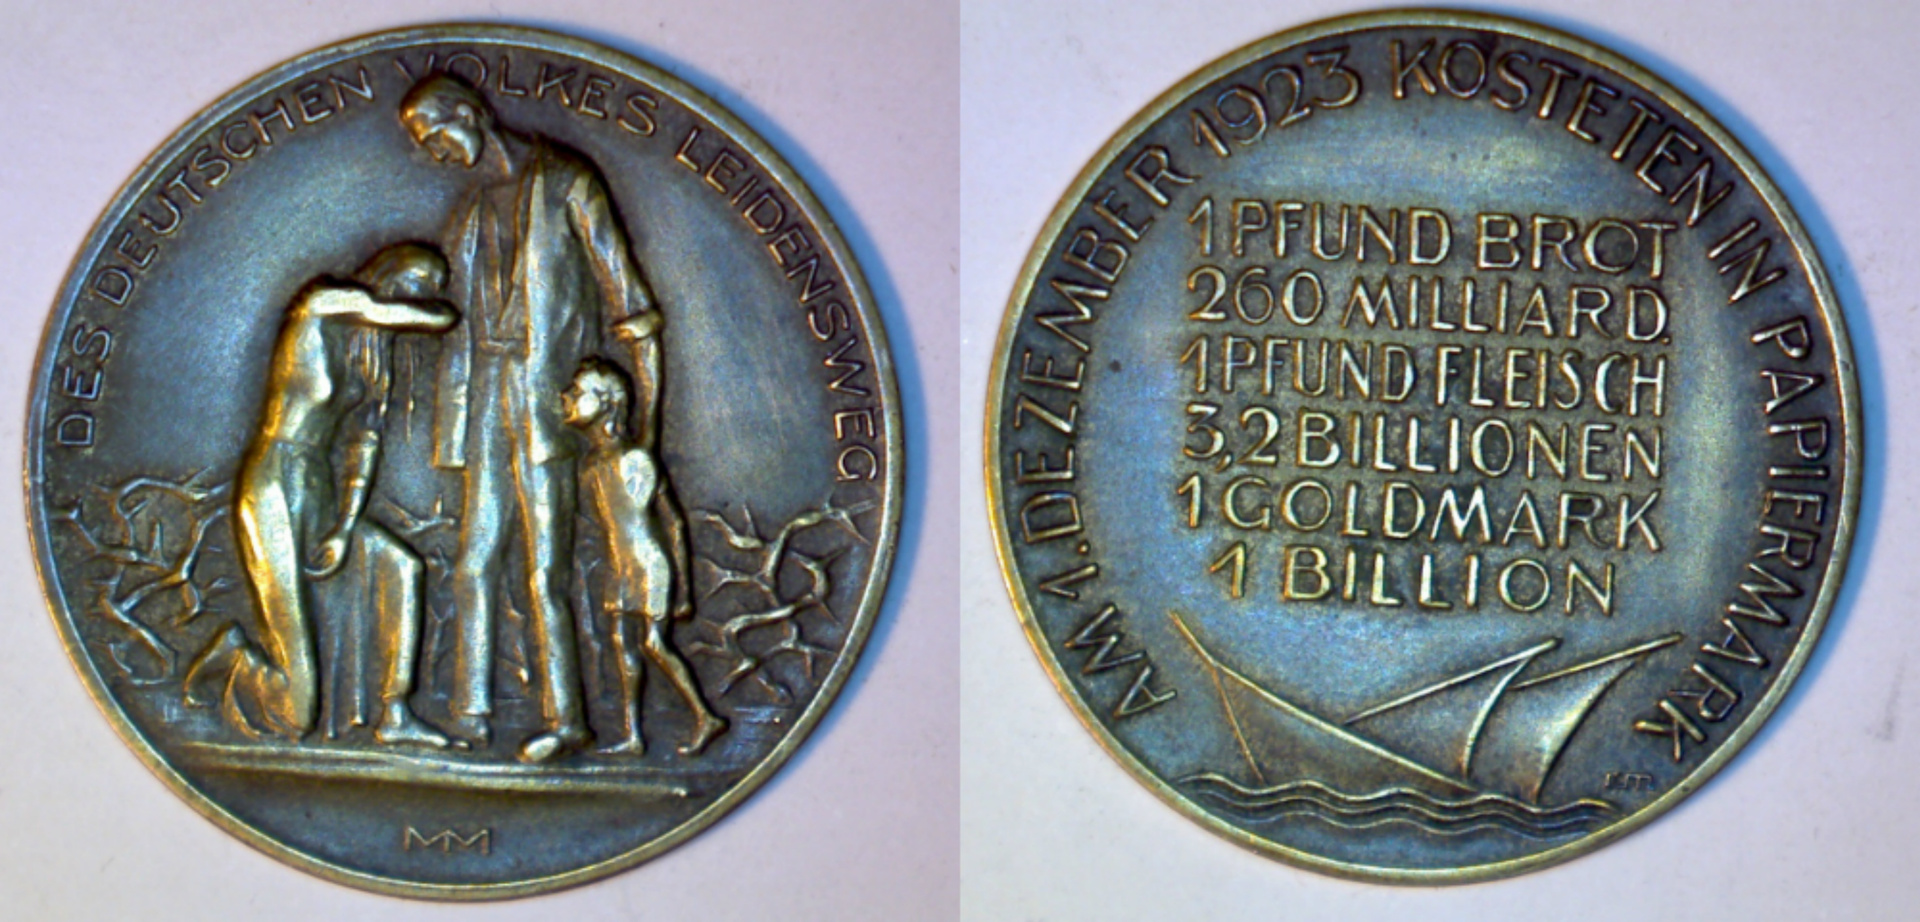 DES DEUTSCHEN VOLKES LEIDENSWEG
MM
AM 1. DEZEMBER 1923 KOSTETEN IN PAPIERMARK
1 PFUND BROT
260 MILLIARD.
1 PFUND FLEISCH
3,2 BILLIONEN
1 GOLDMARK
1 BILLION